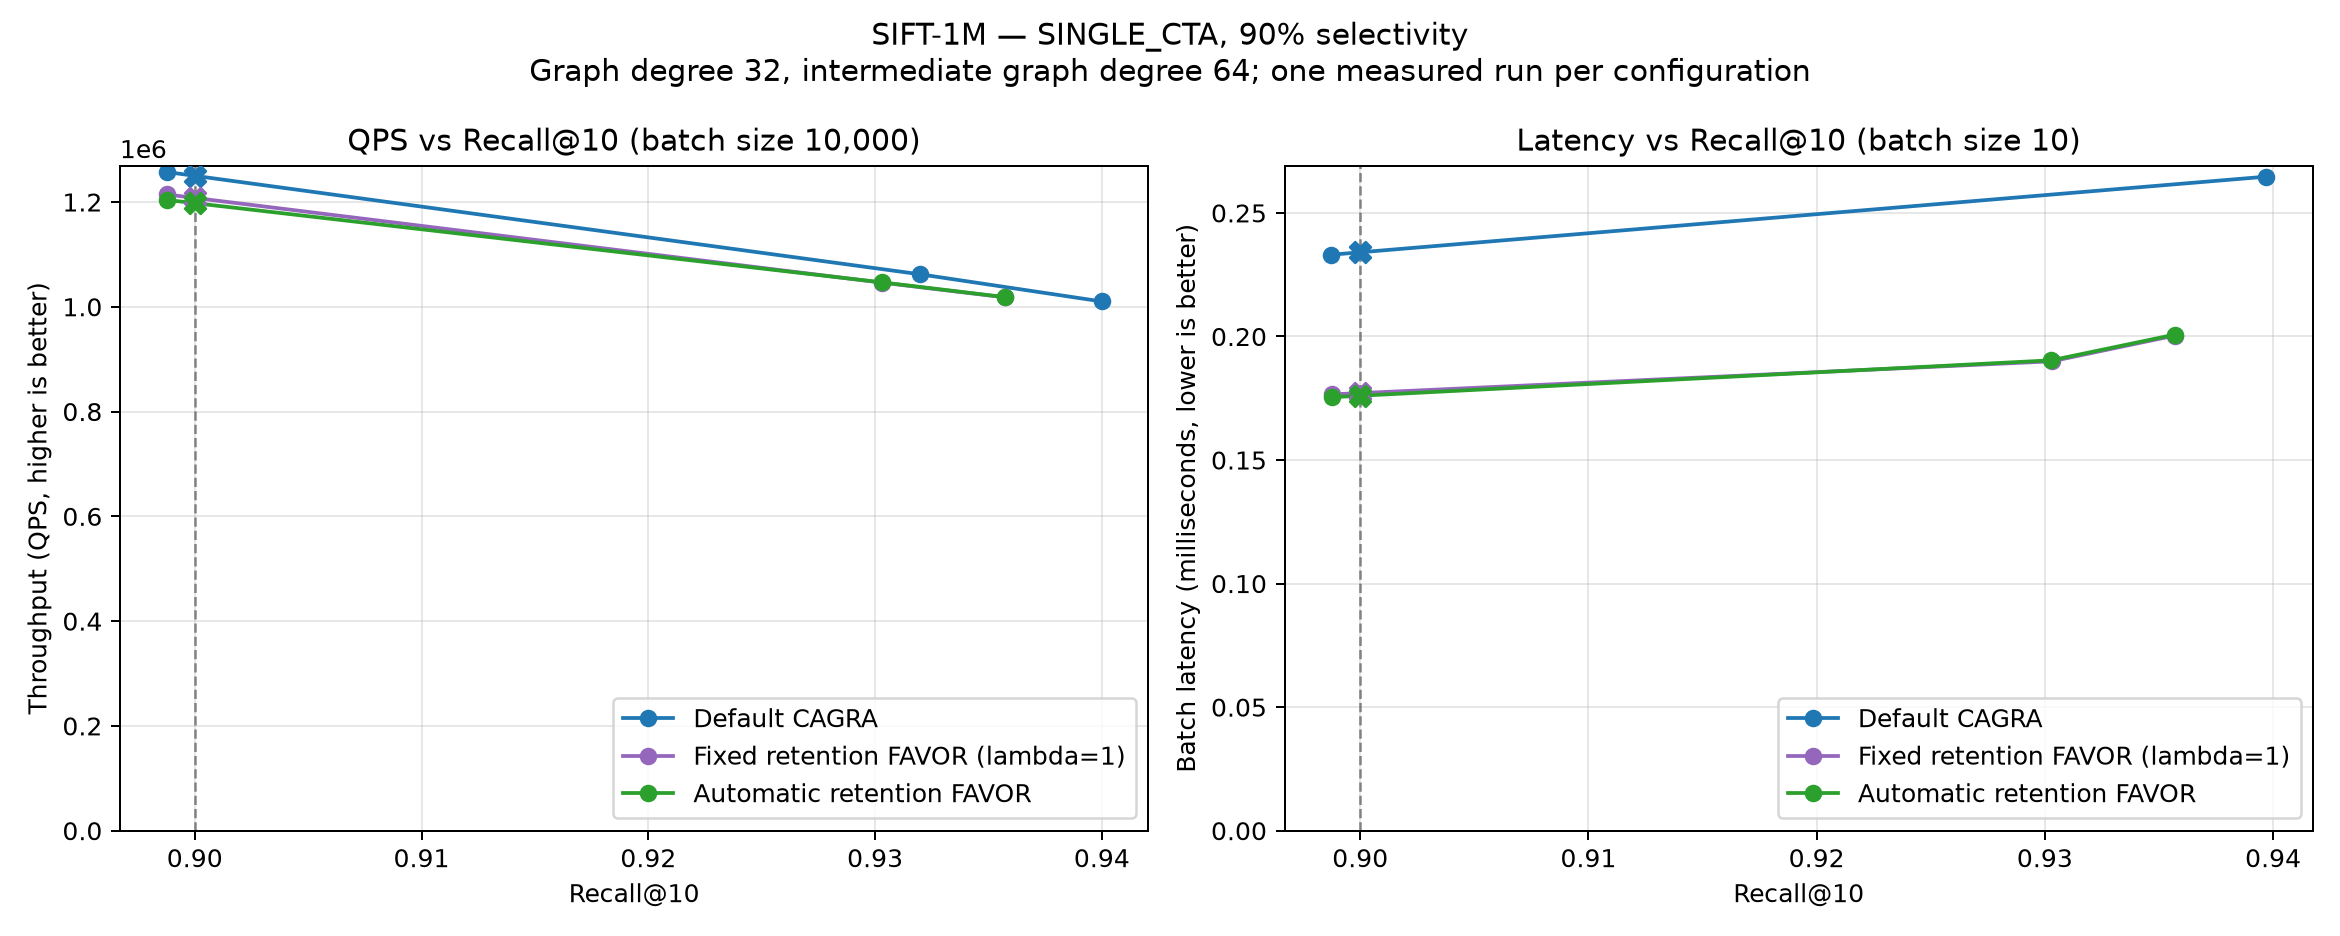 SIFT-1M — SINGLE_CTA, 90% selectivity
Graph degree 32, intermediate graph degree 64; one measured run per configuration
QPS vs Recall@10 (batch size 10,000)
1e6
Throughput (QPS, higher is better)
1.2
1.0
0.8
0.6
0.4
0.2
0.0
0.90
0.91
0.92
0.93
0.94
Recall@10
Default CAGRA
Fixed retention FAVOR (lambda=1)
Automatic retention FAVOR
Latency vs Recall@10 (batch size 10)
Batch latency (milliseconds, lower is better)
0.25
0.20
0.15
0.10
0.05
0.00
0.90
0.91
0.92
0.93
0.94
Recall@10
Default CAGRA
Fixed retention FAVOR (lambda=1)
Automatic retention FAVOR